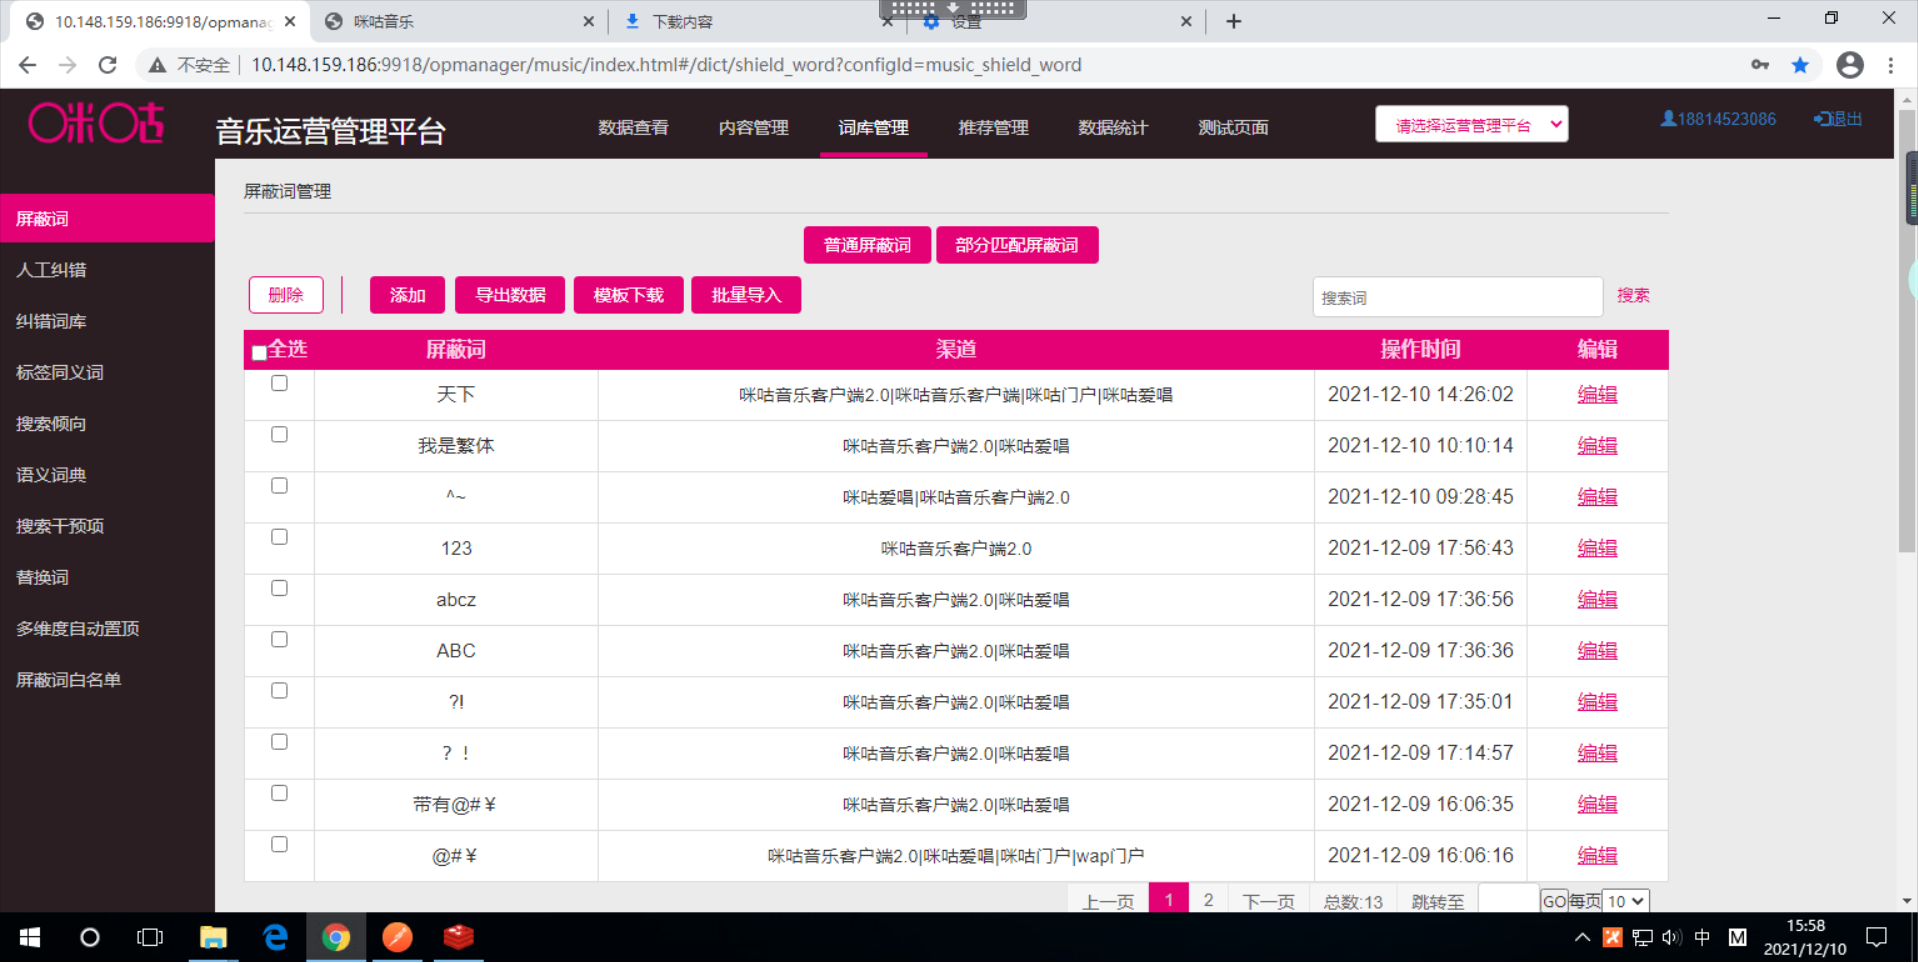 10.148.159.186:9918/opmanag
咪咕音乐
下载内容
设置
不安全
10.148.159.186:9918/opmanager/music/index.html#/dict/shield_word?configId=music_shield_word
咪咕
音乐运营管理平台
数据查看
内容管理
词库管理
推荐管理
数据统计
测试页面
请选择运营管理平台
18814523086
退出
屏蔽词
人工纠错
纠错词库
标签同义词
搜索倾向
语义词典
搜索干预项
替换词
多维度自动置顶
屏蔽词白名单
屏蔽词管理
普通屏蔽词 部分匹配屏蔽词
删除 添加 导出数据 模板下载 批量导入 搜索词 搜索
全选 屏蔽词 渠道 操作时间 编辑
天下 咪咕音乐客户端2.0|咪咕音乐客户端|咪咕门户|咪咕爱唱 2021-12-10 14:26:02 编辑
我是繁体 咪咕音乐客户端2.0|咪咕爱唱 2021-12-10 10:10:14 编辑
^~ 咪咕爱唱|咪咕音乐客户端2.0 2021-12-10 09:28:45 编辑
123 咪咕音乐客户端2.0 2021-12-09 17:56:43 编辑
abcz 咪咕音乐客户端2.0|咪咕爱唱 2021-12-09 17:36:56 编辑
ABC 咪咕音乐客户端2.0|咪咕爱唱 2021-12-09 17:36:36 编辑
?! 咪咕音乐客户端2.0|咪咕爱唱 2021-12-09 17:35:01 编辑
？！ 咪咕音乐客户端2.0|咪咕爱唱 2021-12-09 17:14:57 编辑
带有@#￥ 咪咕音乐客户端2.0|咪咕爱唱 2021-12-09 16:06:35 编辑
@#￥ 咪咕音乐客户端2.0|咪咕爱唱|咪咕门户|wap门户 2021-12-09 16:06:16 编辑
上一页 1 2 下一页 总数:13 跳转至 GO 每页 10
中 M
15:58
2021/12/10